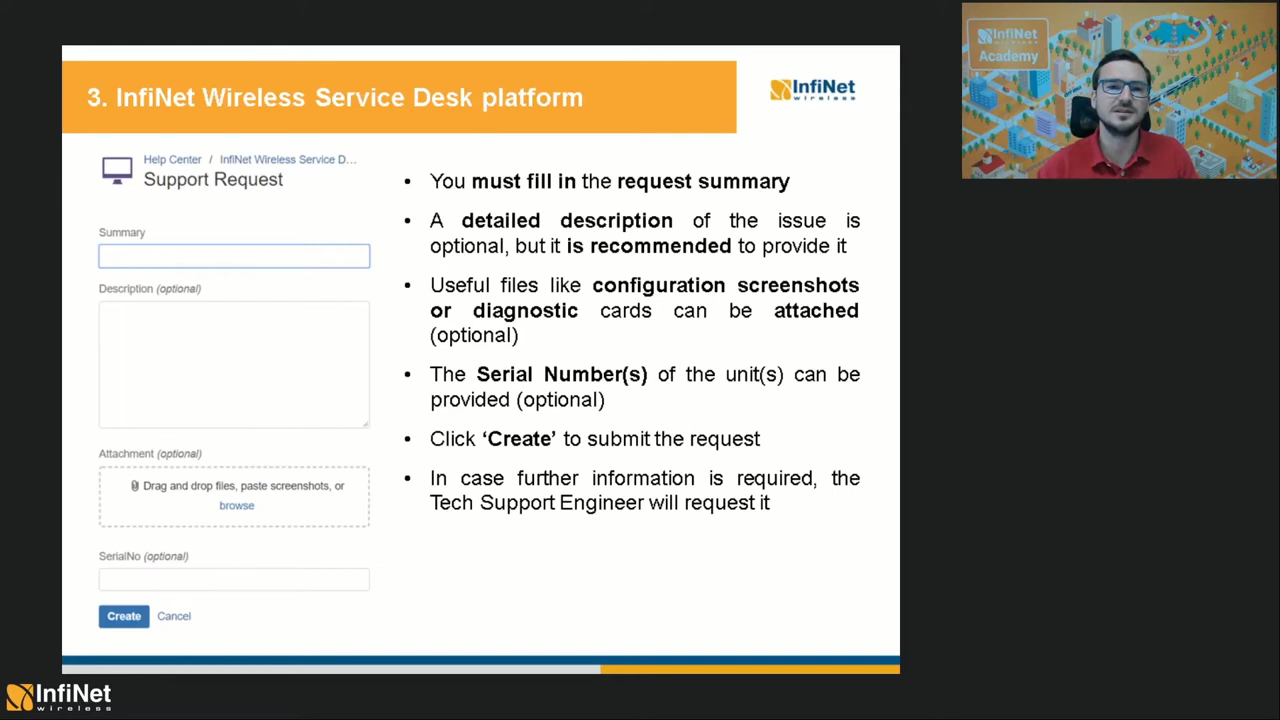 3. InfiNet Wireless Service Desk platform
InfiNet
wireless
InfiNet
wireless
Academy
Help Center / InfiNet Wireless Service D...
Support Request
Summary
Description (optional)
Attachment (optional)
Drag and drop files, paste screenshots, or
browse
SerialNo (optional)
Create Cancel
• You must fill in the request summary
• A detailed description of the issue is
optional, but it is recommended to provide it
• Useful files like configuration screenshots
or diagnostic cards can be attached
(optional)
• The Serial Number(s) of the unit(s) can be
provided (optional)
• Click ‘Create’ to submit the request
• In case further information is required, the
Tech Support Engineer will request it
InfiNet
wireless